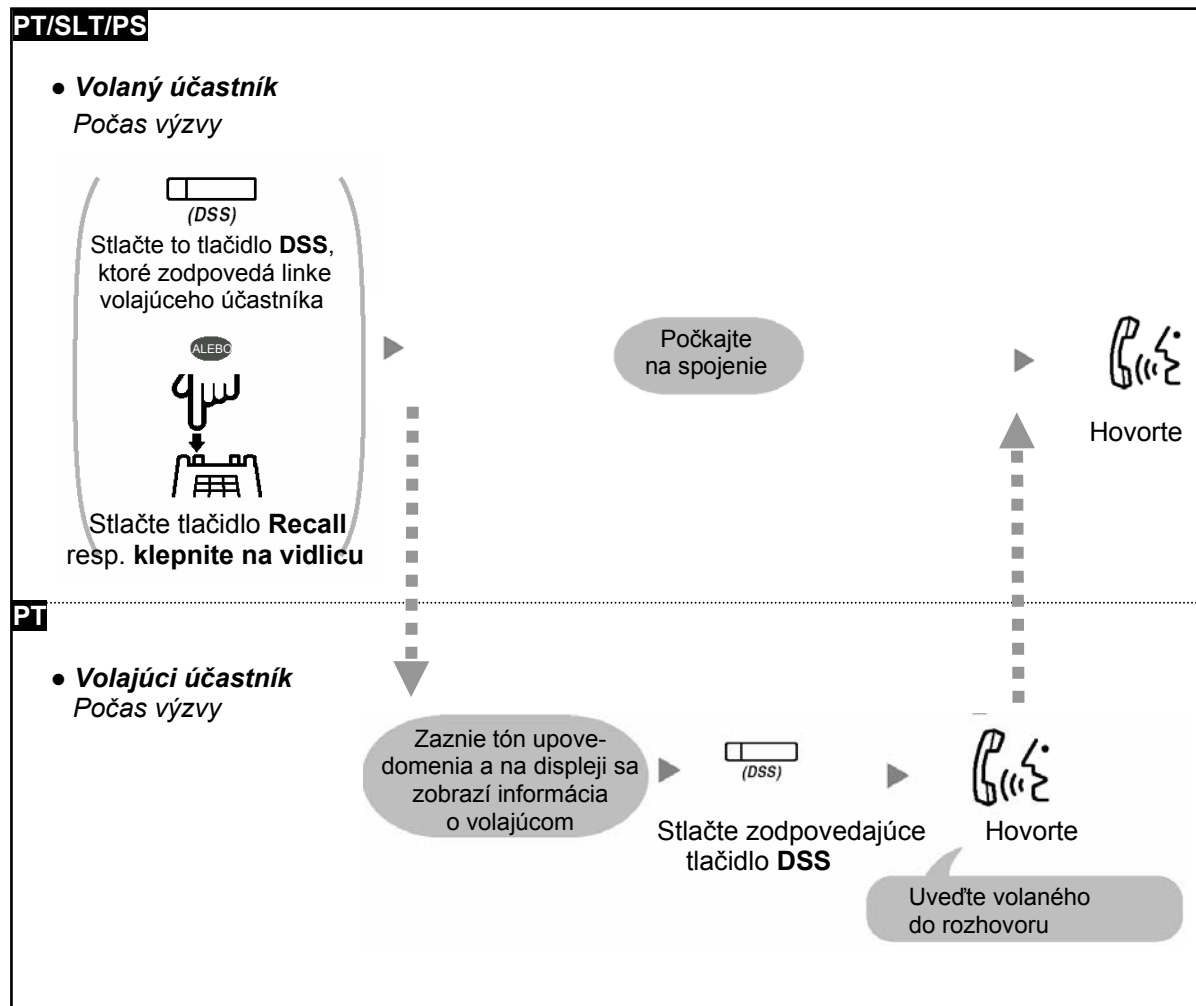 PT/SLT/PS
● Volaný účastník
Počas výzvy
(DSS)
Stlačte to tlačidlo DSS,
ktoré zodpovedá linke
volajúceho účastníka
ALEBO
Stlačte tlačidlo Recall
resp. klepnite na vidlicu
Počkajte
na spojenie
Hovorte
PT
● Volajúci účastník
Počas výzvy
Zaznie tón upove-
domenia a na displeji sa
zobrazí informácia
o volajúcom
(DSS)
Stlačte zodpovedajúce
tlačidlo DSS
Hovorte
Uveďte volaného
do rozhovoru